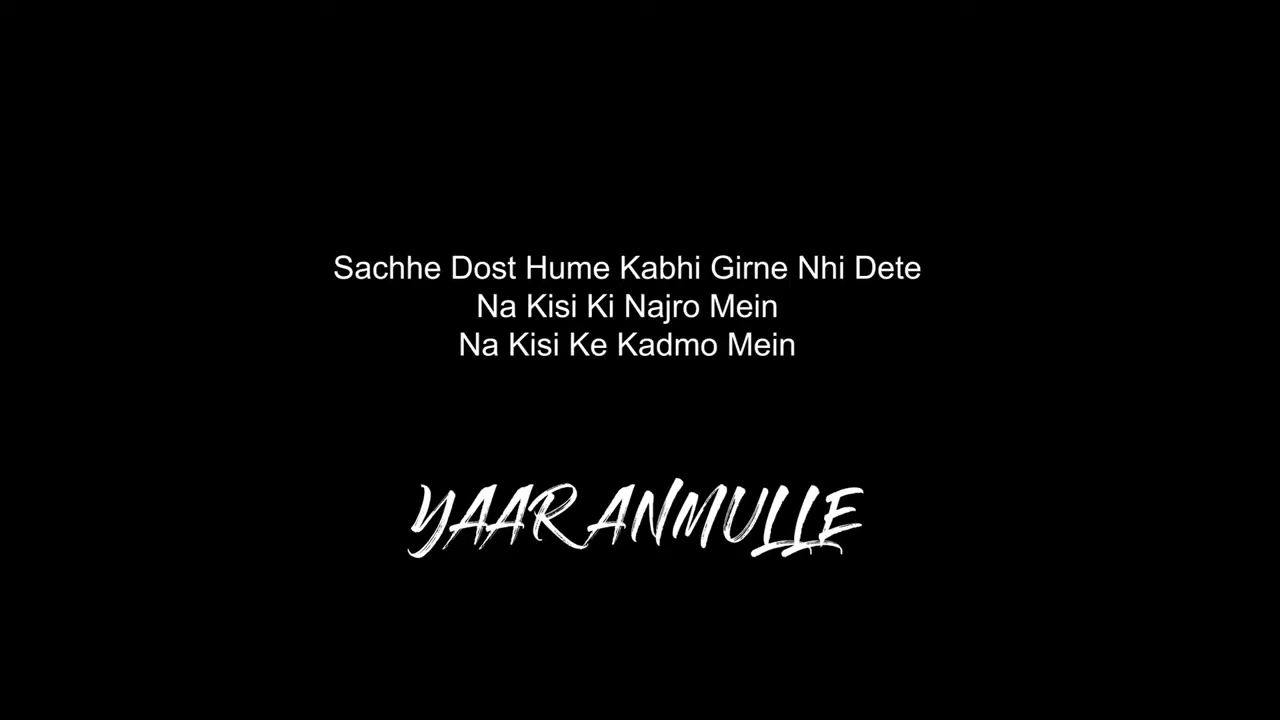 Sachhe Dost Hume Kabhi Girne Nhi Dete
Na Kisi Ki Najro Mein
Na Kisi Ke Kadmo Mein
YAAR ANMULLE